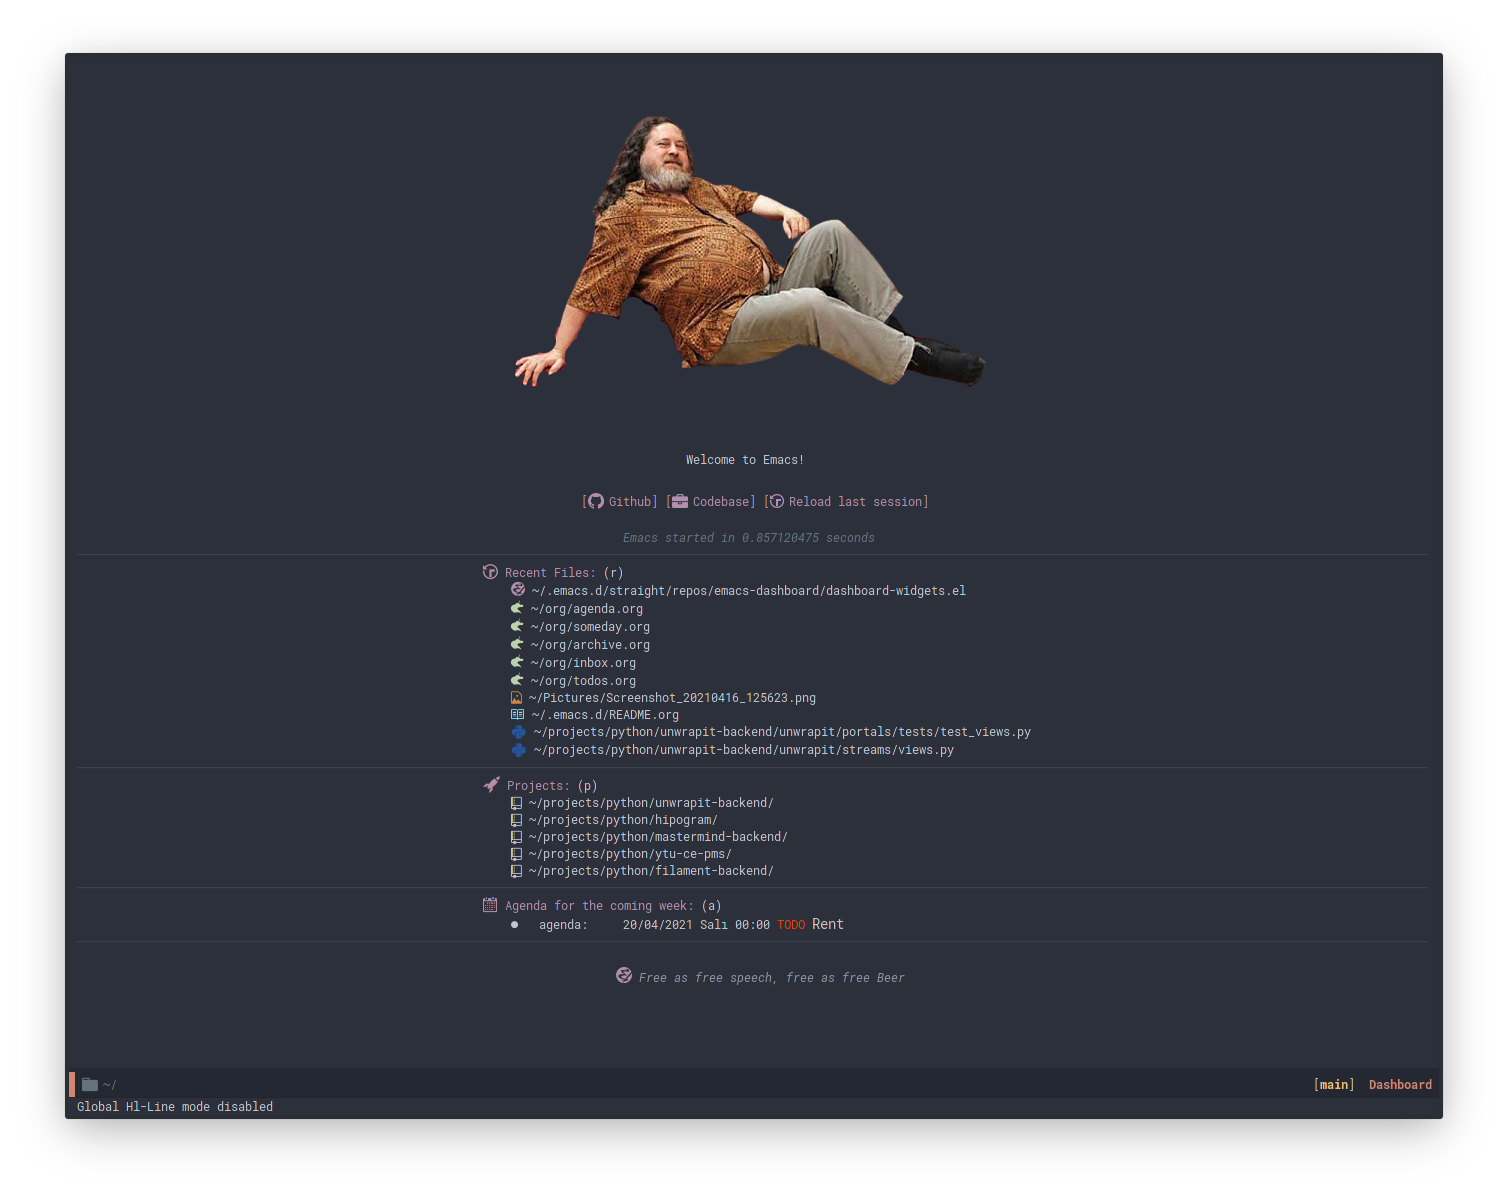 Welcome to Emacs!
[Github] [Codebase] [Reload last session]
Emacs started in 0.857120475 seconds
Recent Files: (r)
~/.emacs.d/straight/repos/emacs-dashboard/dashboard-widgets.el
~/org/agenda.org
~/org/someday.org
~/org/archive.org
~/org/inbox.org
~/org/todos.org
~/Pictures/Screenshot_20210416_125623.png
~/.emacs.d/README.org
~/projects/python/unwrapit-backend/unwrapit/portals/tests/test_views.py
~/projects/python/unwrapit-backend/unwrapit/streams/views.py
Projects: (p)
~/projects/python/unwrapit-backend/
~/projects/python/hipogram/
~/projects/python/mastermind-backend/
~/projects/python/ytu-ce-pms/
~/projects/python/filament-backend/
Agenda for the coming week: (a)
agenda: 20/04/2021 Salı 00:00 TODO Rent
Free as free speech, free as free Beer
~/ [main] Dashboard
Global Hl-Line mode disabled